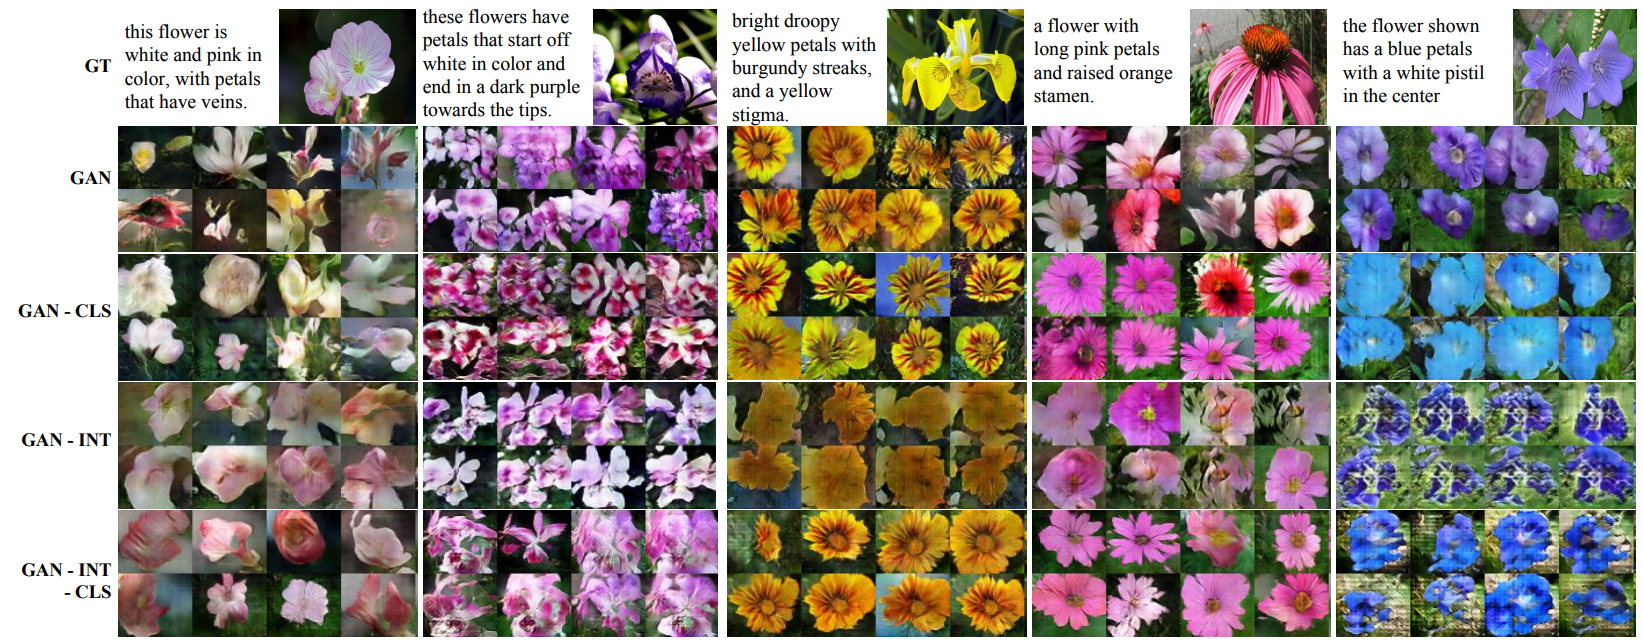 GT
this flower is
white and pink in
color, with petals
that have veins.
these flowers have
petals that start off
white in color and
end in a dark purple
towards the tips.
bright droopy
yellow petals with
burgundy streaks,
and a yellow
stigma.
a flower with
long pink petals
and raised orange
stamen.
the flower shown
has a blue petals
with a white pistil
in the center
GAN
GAN - CLS
GAN - INT
GAN - INT
- CLS